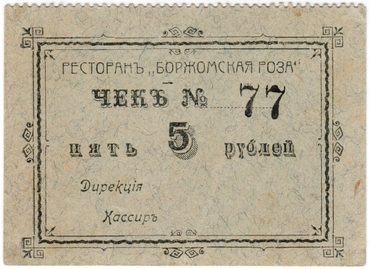 РЕСТОРАНЪ „БОРЖОМСКАЯ РОЗА“
ЧЕКЪ № 77
пять 5 рублей
Дирекція
Кассиръ